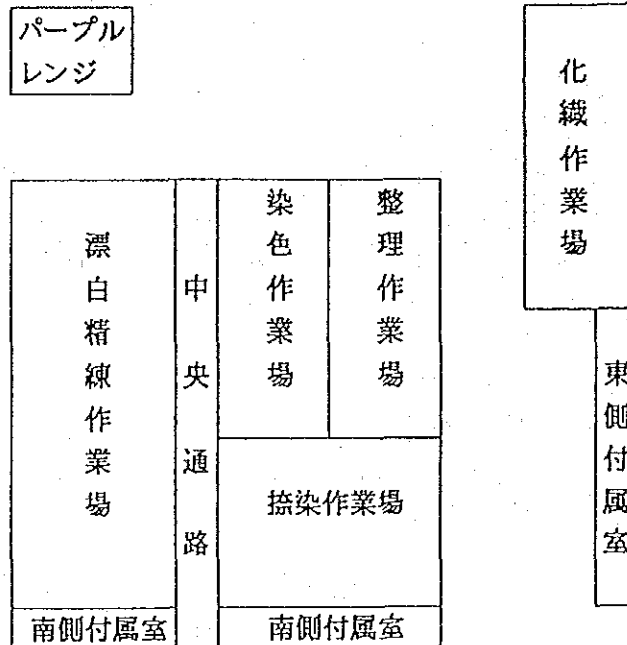 パープル
レンジ
化繊作業場
漂白精練作業場
中央通路
染色作業場
整理作業場
捺染作業場
東側付属室
南側付属室
南側付属室